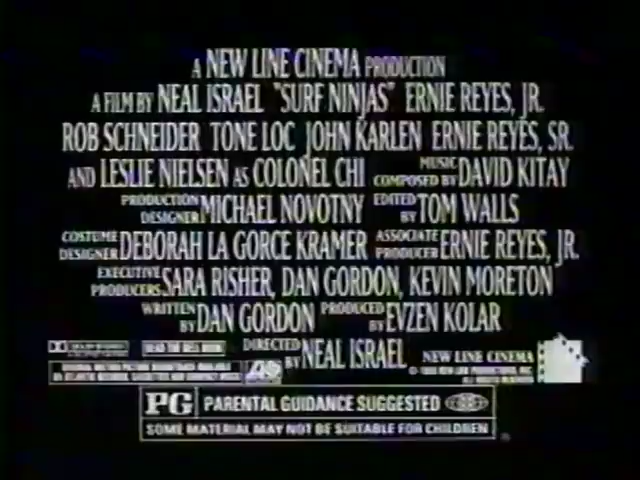 A NEW LINE CINEMA PRODUCTION
A FILM BY NEAL ISRAEL "SURF NINJAS" ERNIE REYES, JR.
ROB SCHNEIDER TONE LOC JOHN KARLEN ERNIE REYES, SR.
AND LESLIE NIELSEN AS COLONEL CHI MUSIC COMPOSED BY DAVID KITAY
PRODUCTION DESIGNER MICHAEL NOVOTNY EDITED BY TOM WALLS
COSTUME DESIGNER DEBORAH LA GORCE KRAMER ASSOCIATE PRODUCER ERNIE REYES, JR.
EXECUTIVE PRODUCERS SARA RISHER, DAN GORDON, KEVIN MORETON
WRITTEN BY DAN GORDON PRODUCED BY EVZEN KOLAR
DIRECTED BY NEAL ISRAEL NEW LINE CINEMA
READ THE BOOK
PG PARENTAL GUIDANCE SUGGESTED
SOME MATERIAL MAY NOT BE SUITABLE FOR CHILDREN